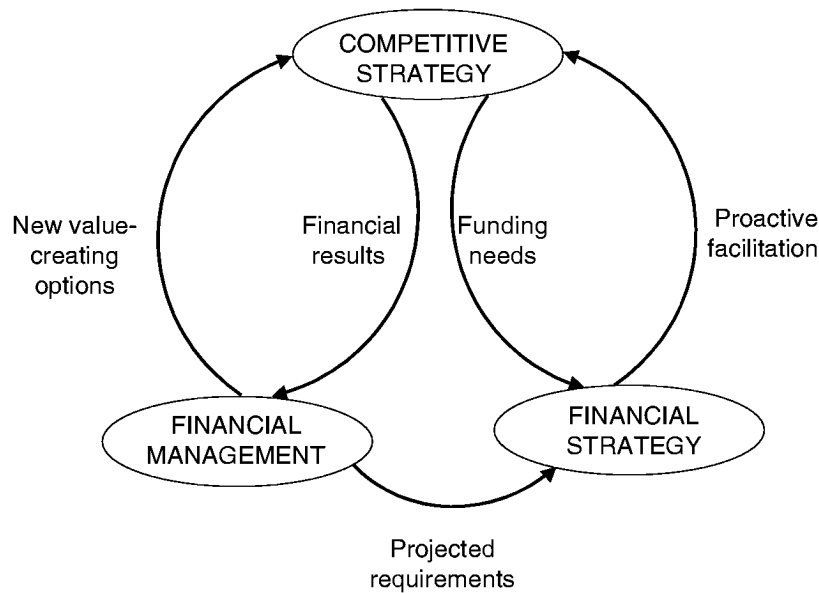 COMPETITIVE
STRATEGY
New value-
creating
options
Financial
results
Funding
needs
Proactive
facilitation
FINANCIAL
MANAGEMENT
FINANCIAL
STRATEGY
Projected
requirements